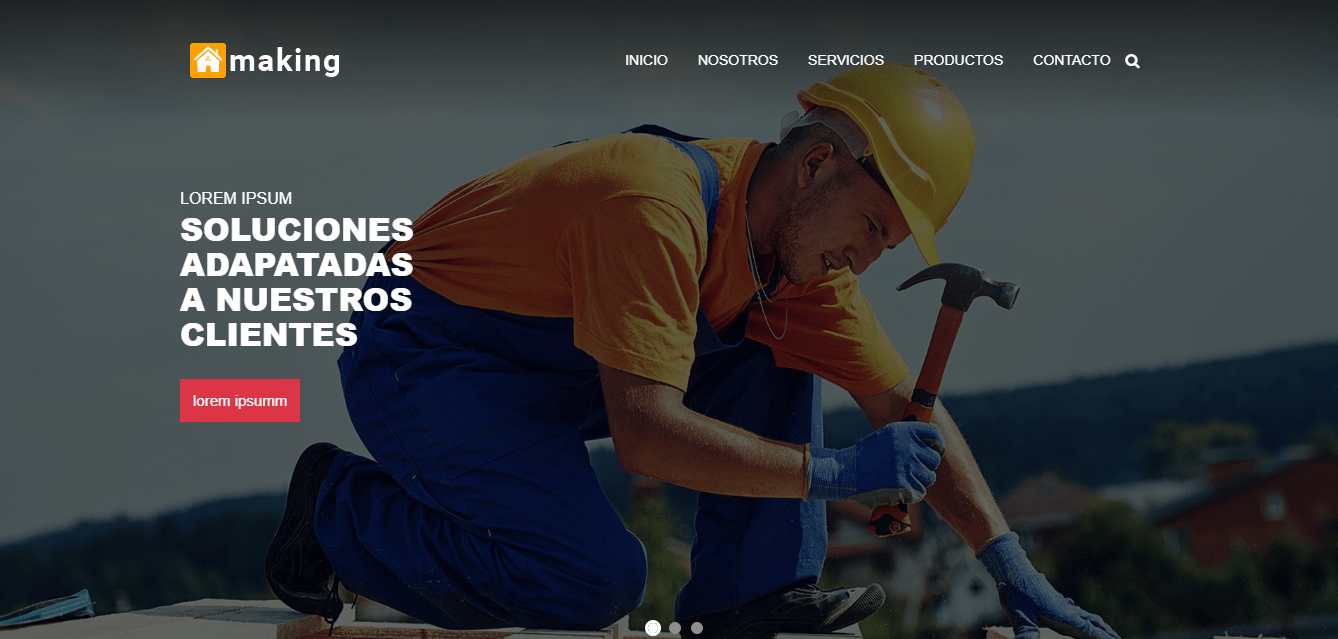 making
INICIO NOSOTROS SERVICIOS PRODUCTOS CONTACTO
LOREM IPSUM
SOLUCIONES
ADAPATADAS
A NUESTROS
CLIENTES
lorem ipsumm